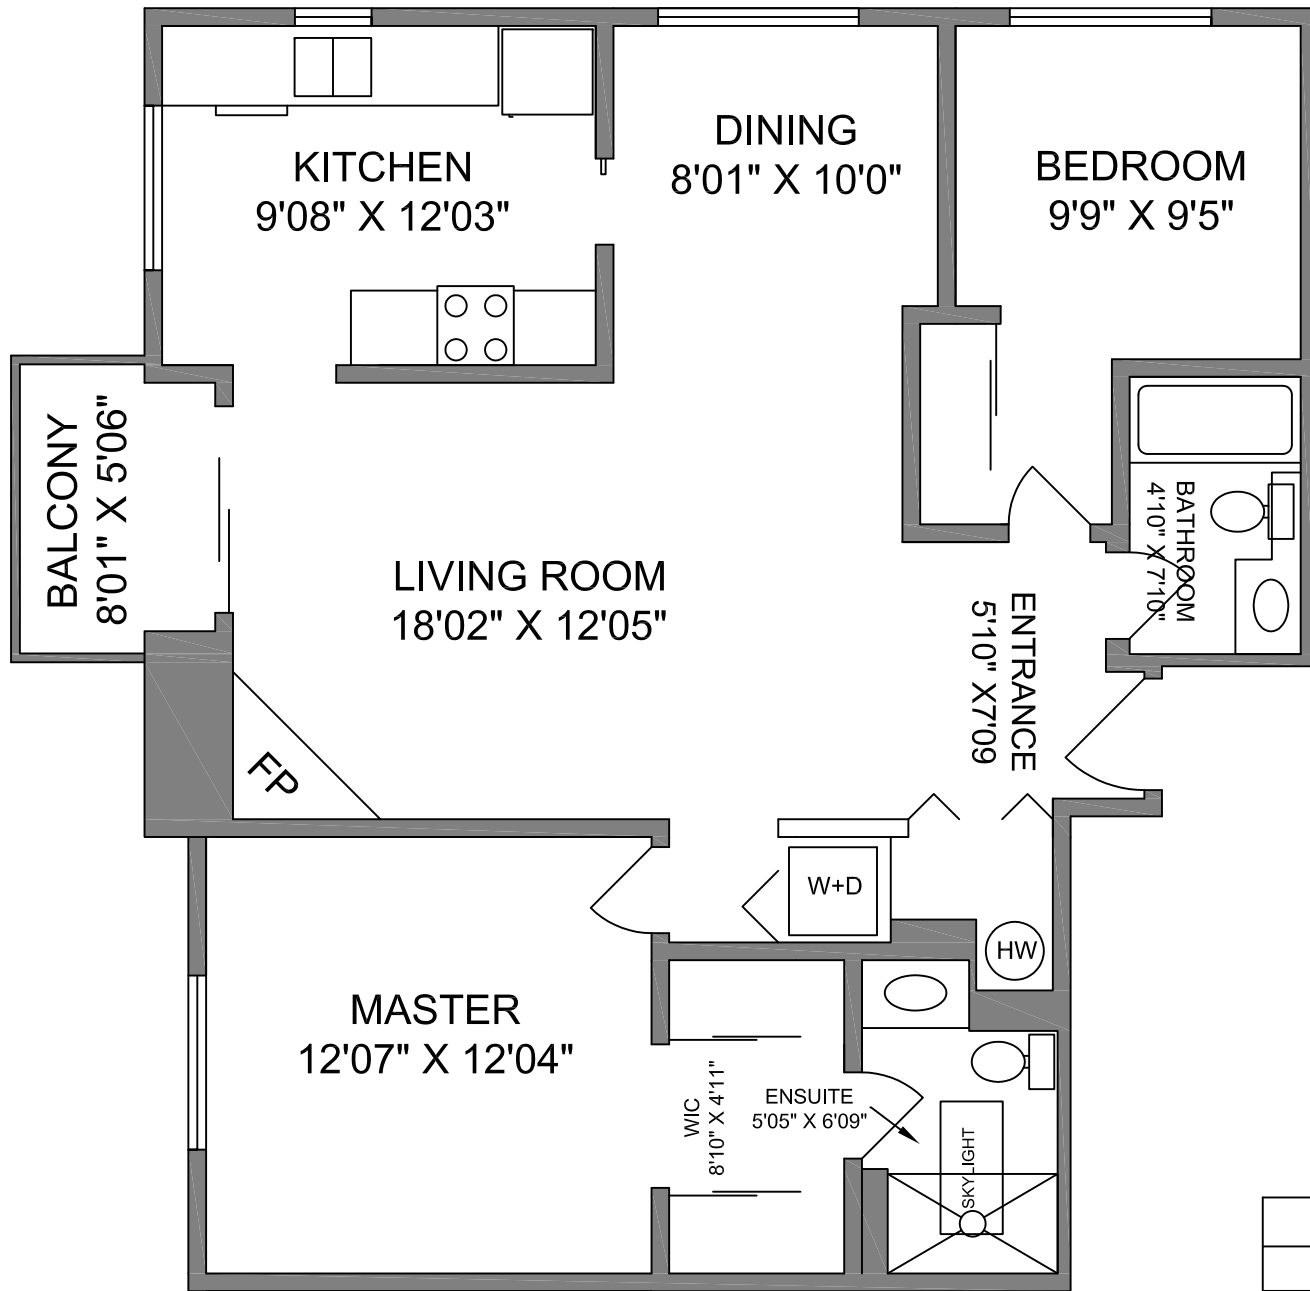 KITCHEN
9'08" X 12'03"
DINING
8'01" X 10'0"
BEDROOM
9'9" X 9'5"
BALCONY
8'01" X 5'06"
BATHROOM
4'10" X 7'10"
LIVING ROOM
18'02" X 12'05"
ENTRANCE
5'10" X7'09
FP
W+D
HW
MASTER
12'07" X 12'04"
WIC
8'10" X 4'11"
ENSUITE
5'05" X 6'09"
SKYLIGHT